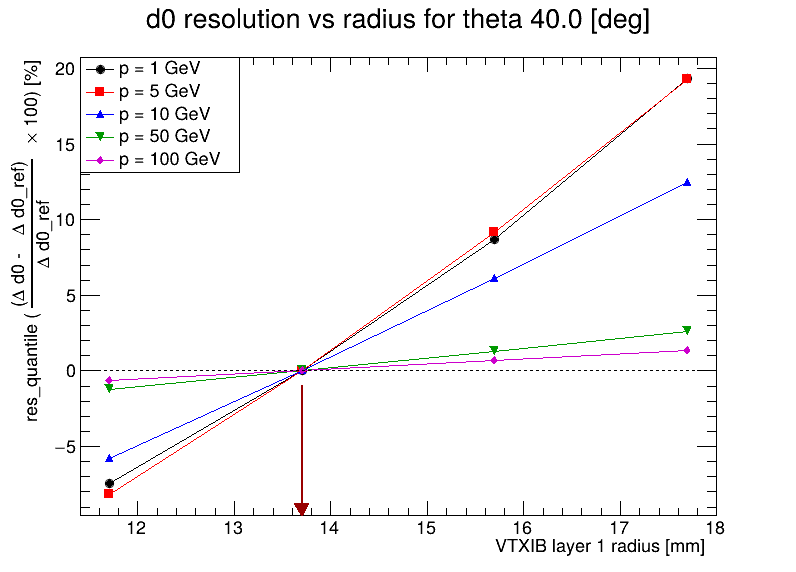 d0 resolution vs radius for theta 40.0 [deg]
res_quantile ( (Δ d0 - Δ d0_ref) / Δ d0_ref × 100) [%]
p = 1 GeV
p = 5 GeV
p = 10 GeV
p = 50 GeV
p = 100 GeV
20
15
10
5
0
−5
12 13 14 15 16 17 18
VTXIB layer 1 radius [mm]